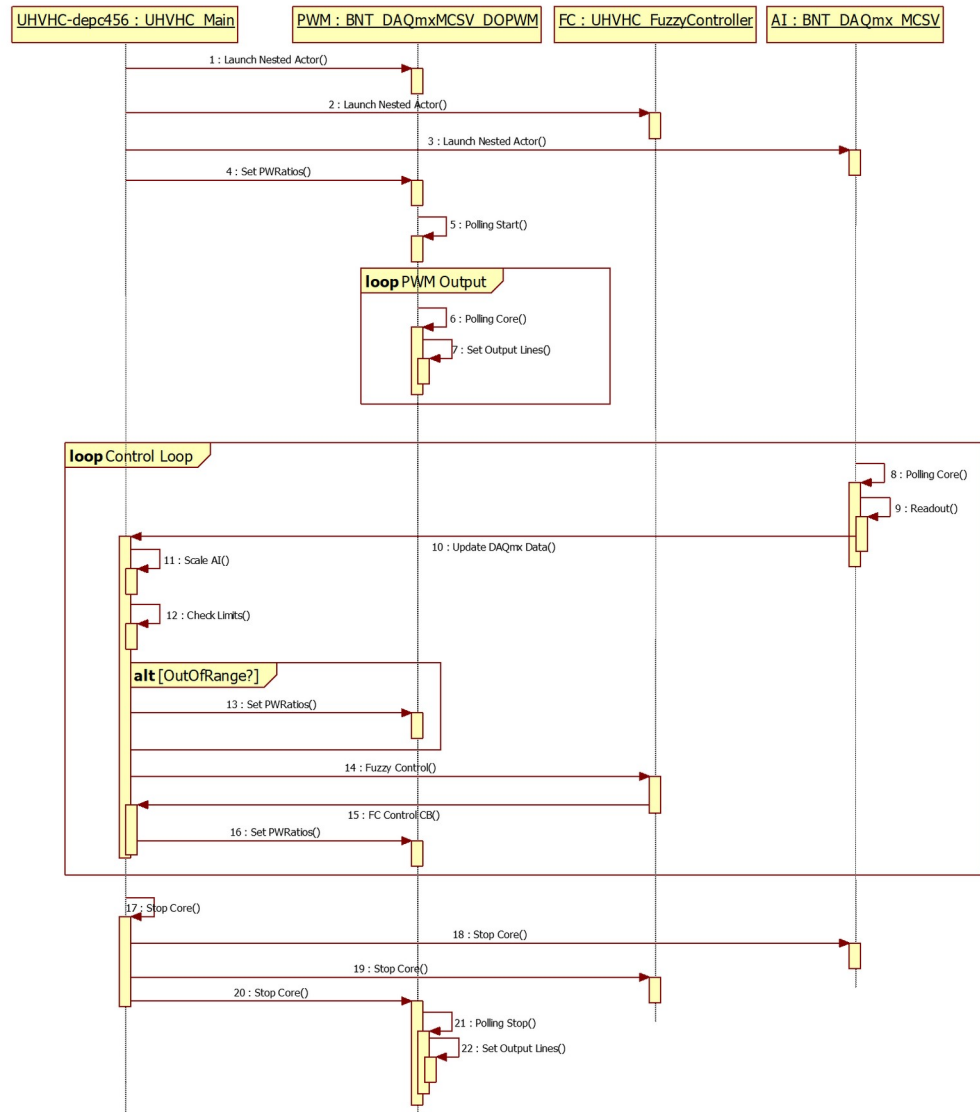 UHVHC-depc456 : UHVHC_Main
PWM : BNT_DAQmxMCSV_DOPWM
FC : UHVHC_FuzzyController
AI : BNT_DAQmx_MCSV
1 : Launch Nested Actor()
2 : Launch Nested Actor()
3 : Launch Nested Actor()
4 : Set PWRatios()
5 : Polling Start()
loop PWM Output
6 : Polling Core()
7 : Set Output Lines()
loop Control Loop
8 : Polling Core()
9 : Readout()
10 : Update DAQmx Data()
11 : Scale AI()
12 : Check Limits()
alt [OutOfRange?]
13 : Set PWRatios()
14 : Fuzzy Control()
15 : FC Control CB()
16 : Set PWRatios()
17 : Stop Core()
18 : Stop Core()
19 : Stop Core()
20 : Stop Core()
21 : Polling Stop()
22 : Set Output Lines()